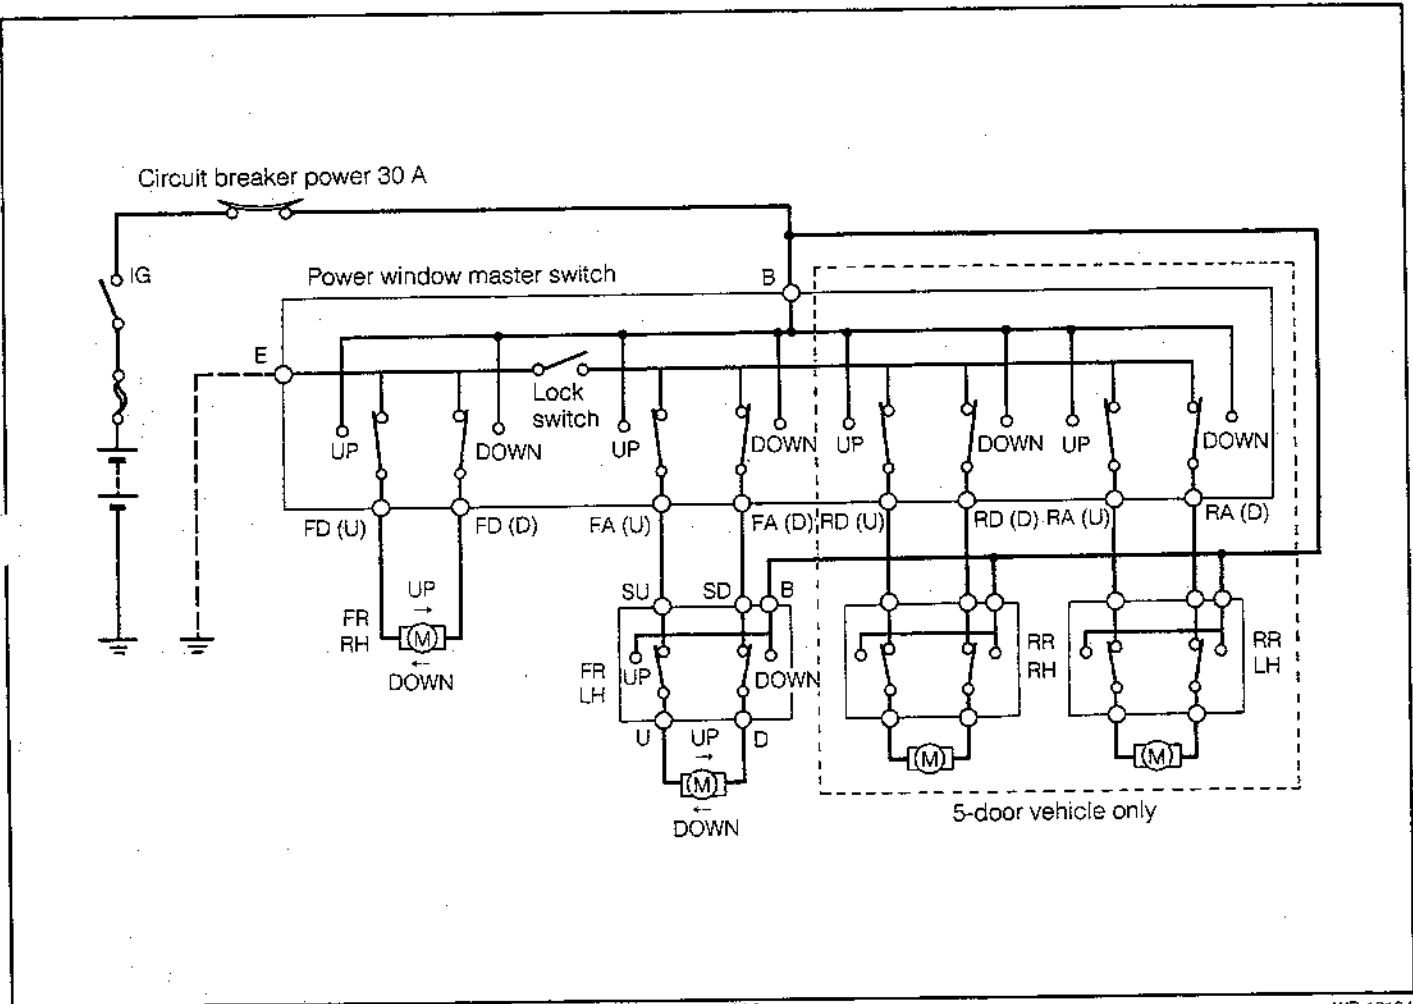 Circuit breaker power 30 A
IG
Power window master switch
B
E
Lock
switch
UP
DOWN
UP
DOWN
UP
DOWN
UP
DOWN
FD (U)
FD (D)
FA (U)
FA (D)
RD (U)
RD (D)
RA (U)
RA (D)
UP
→
FR
RH
M
←
DOWN
SU
SD
B
FR
LH
UP
DOWN
RR
RH
RR
LH
U
UP
D
→
M
←
DOWN
M
M
5-door vehicle only